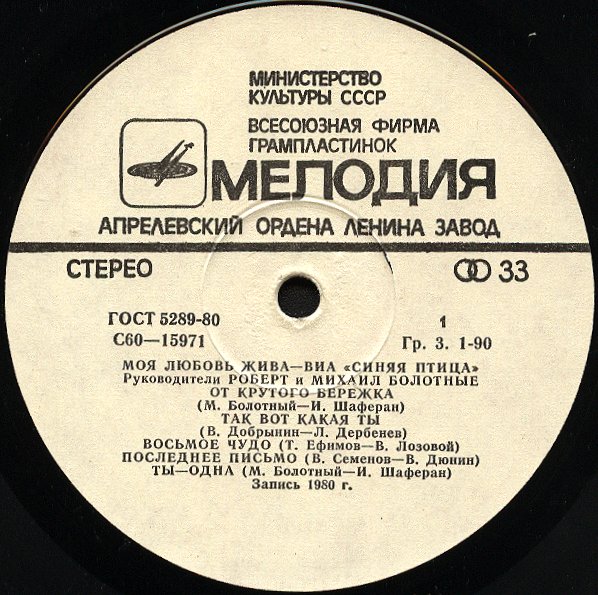 МИНИСТЕРСТВО
КУЛЬТУРЫ СССР
ВСЕСОЮЗНАЯ ФИРМА
ГРАМПЛАСТИНОК
МЕЛОДИЯ
АПРЕЛЕВСКИЙ ОРДЕНА ЛЕНИНА ЗАВОД
СТЕРЕО 33
ГОСТ 5289-80 1
С60—15971 Гр. 3. 1-90
МОЯ ЛЮБОВЬ ЖИВА—ВИА «СИНЯЯ ПТИЦА»
Руководители РОБЕРТ и МИХАИЛ БОЛОТНЫЕ
ОТ КРУТОГО БЕРЕЖКА
(М. Болотный—И. Шаферан)
ТАК ВОТ КАКАЯ ТЫ
(В. Добрынин—Л. Дербенев)
ВОСЬМОЕ ЧУДО (Т. Ефимов—В. Лозовой)
ПОСЛЕДНЕЕ ПИСЬМО (В. Семенов—В. Дюнин)
ТЫ—ОДНА (М. Болотный—И. Шаферан)
Запись 1980 г.